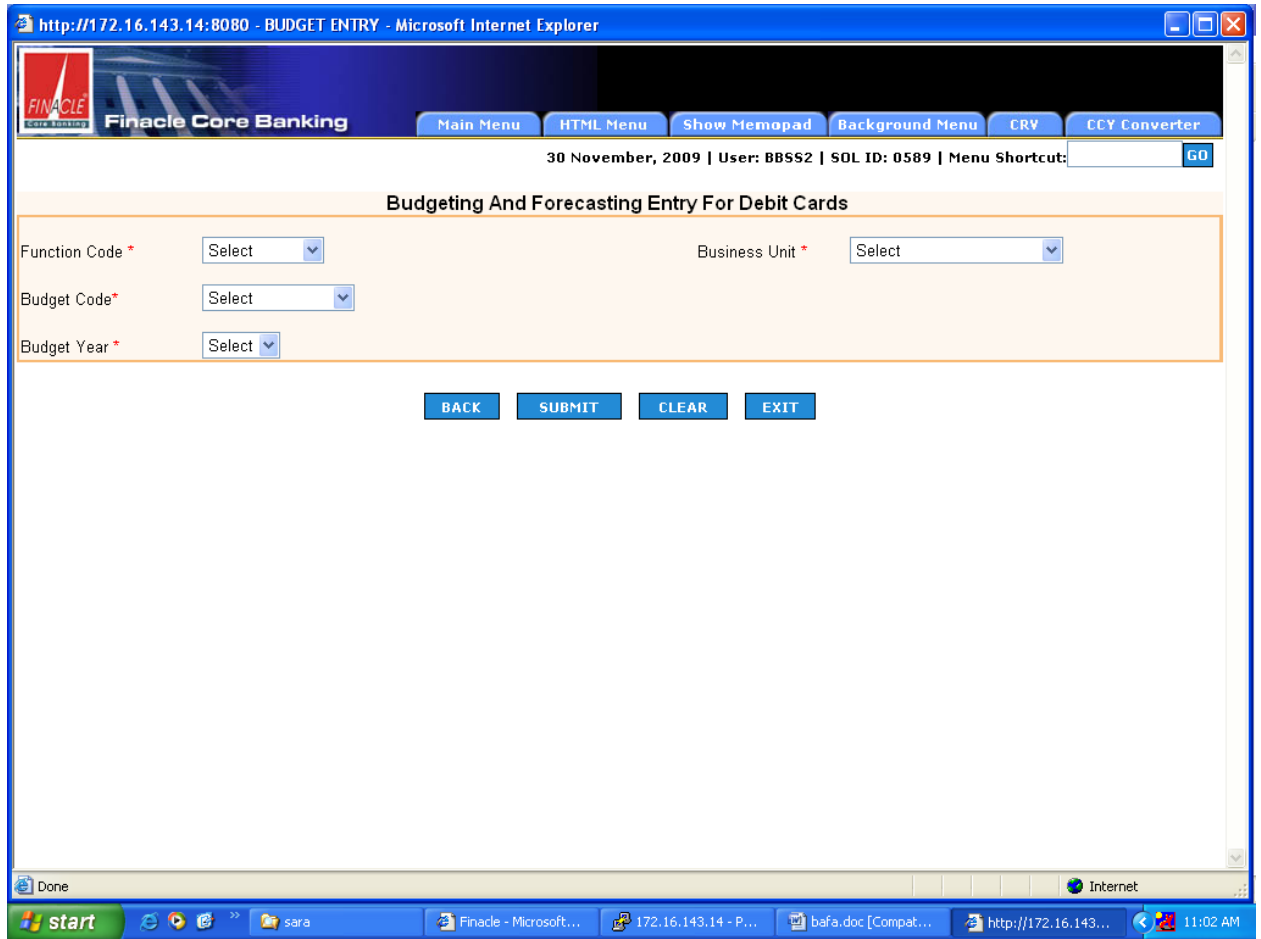 http://172.16.143.14:8080 - BUDGET ENTRY - Microsoft Internet Explorer
FINACLE
Core Banking
Finacle Core Banking
Main Menu HTML Menu Show Memopad Background Menu CRV CCY Converter
30 November, 2009 | User: BBSS2 | SOL ID: 0589 | Menu Shortcut: GO
Budgeting And Forecasting Entry For Debit Cards
Function Code * Select Business Unit * Select
Budget Code* Select
Budget Year * Select
BACK SUBMIT CLEAR EXIT
Done Internet
start » sara Finacle - Microsoft... 172.16.143.14 - P... bafa.doc [Compat... http://172.16.143... 11:02 AM